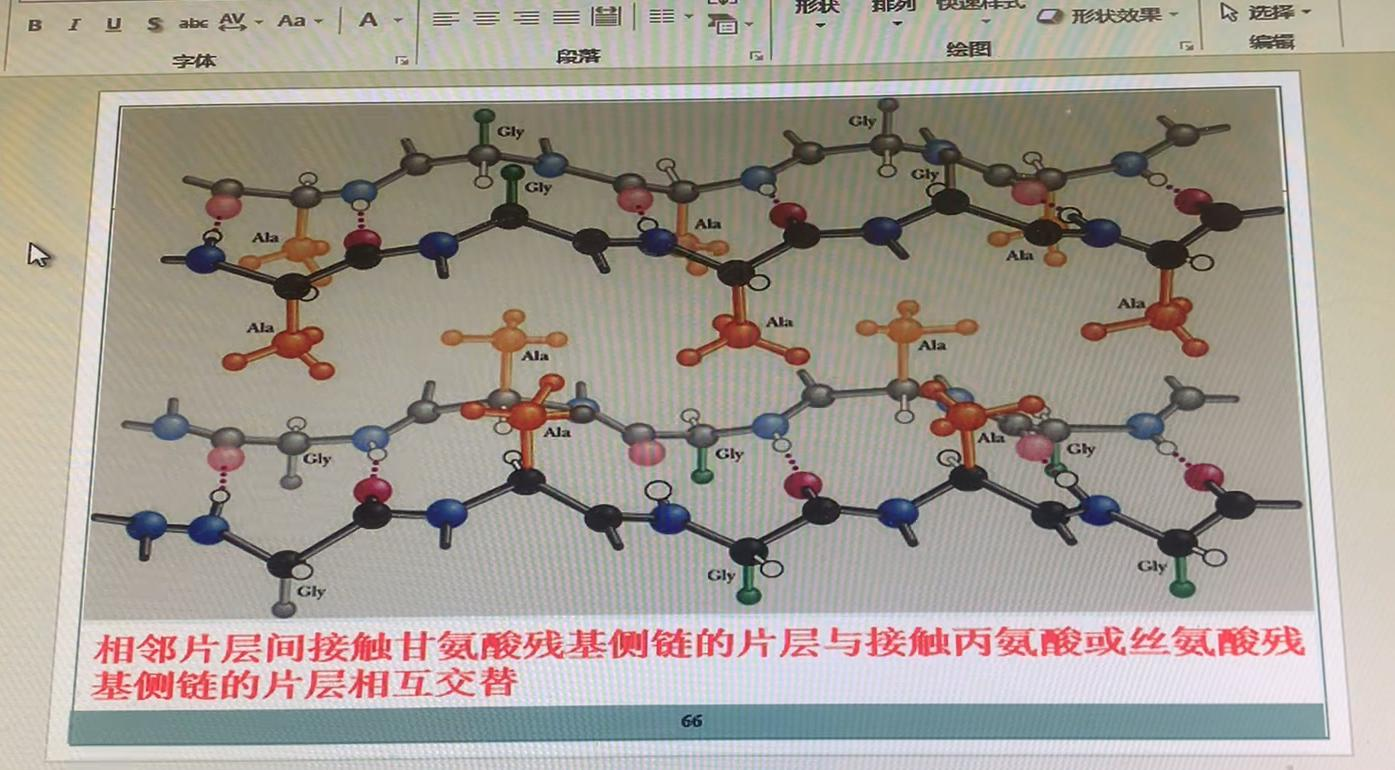 B I U S abc AV Aa A
形状 排列 快速样式
形状效果
选择
字体 段落 绘图 编辑
Gly Gly
Gly Gly
Ala Ala Ala
Ala Ala Ala
Ala Ala
Ala Ala
Gly Gly Gly
Gly Gly Gly
相邻片层间接触甘氨酸残基侧链的片层与接触丙氨酸或丝氨酸残
基侧链的片层相互交替
66